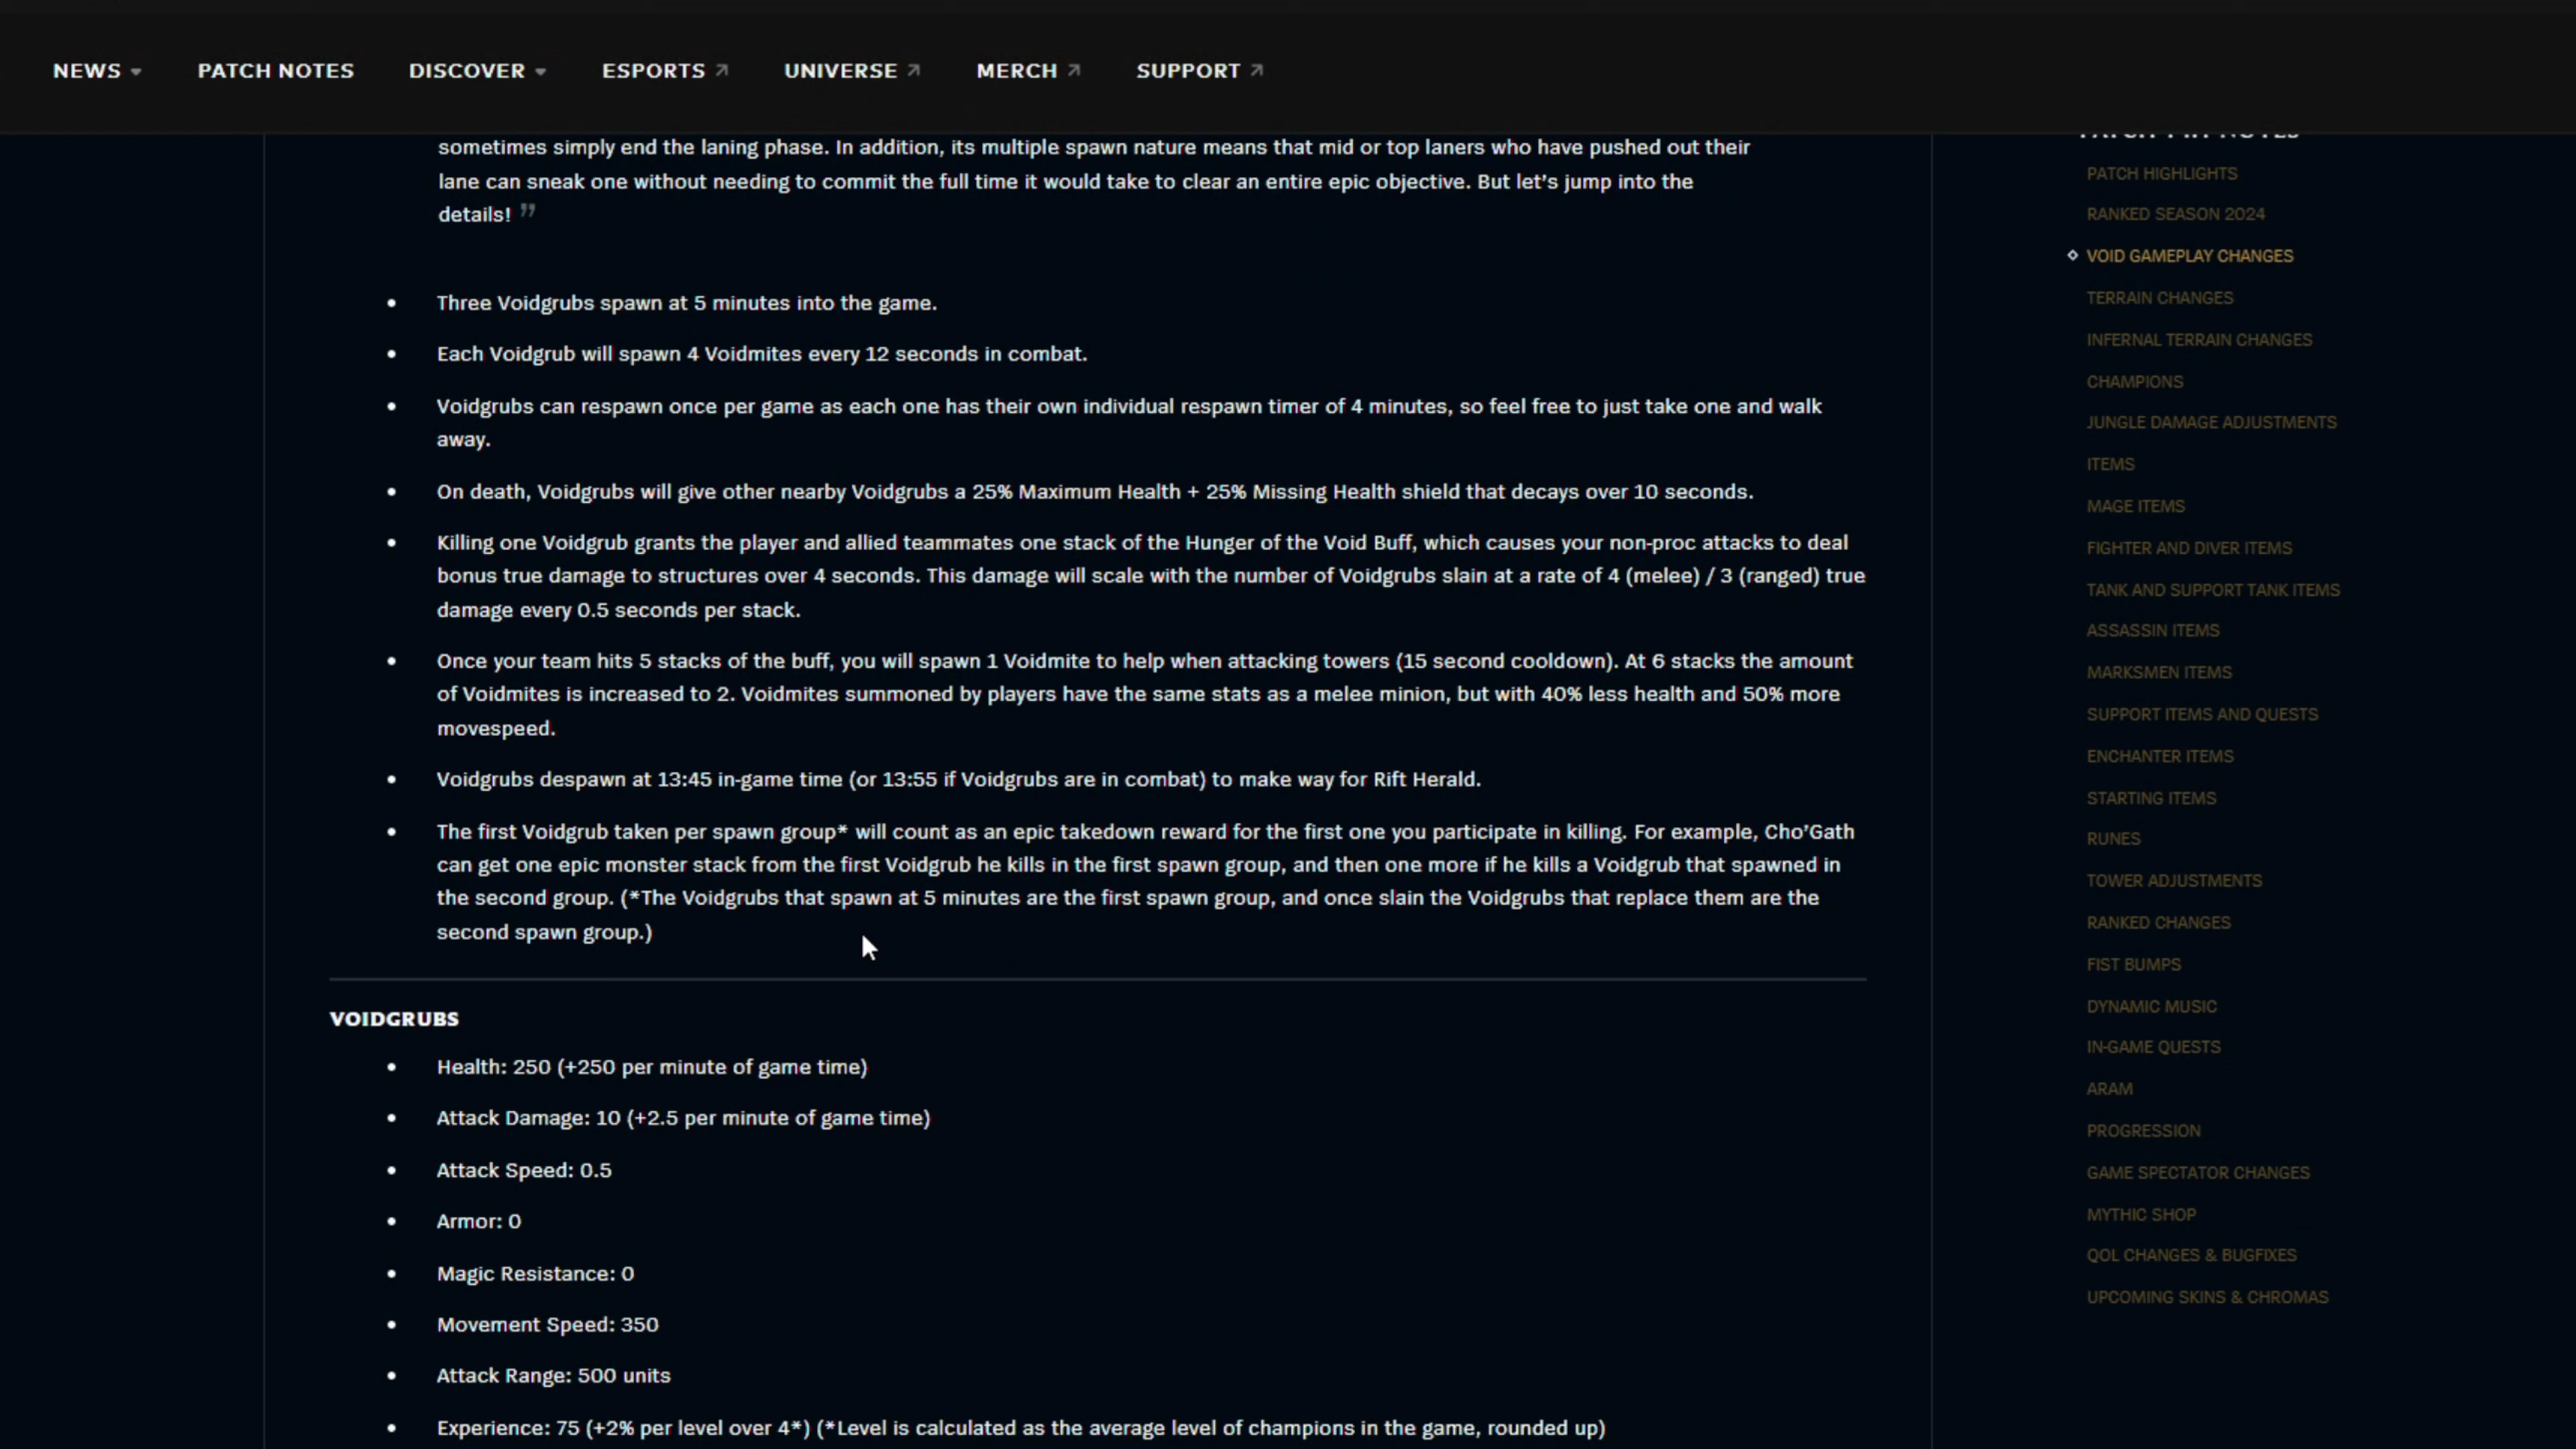 NEWS PATCH NOTES DISCOVER ESPORTS UNIVERSE MERCH SUPPORT
sometimes simply end the laning phase. In addition, its multiple spawn nature means that mid or top laners who have pushed out their
lane can sneak one without needing to commit the full time it would take to clear an entire epic objective. But let's jump into the
details! ”
• Three Voidgrubs spawn at 5 minutes into the game.
• Each Voidgrub will spawn 4 Voidmites every 12 seconds in combat.
• Voidgrubs can respawn once per game as each one has their own individual respawn timer of 4 minutes, so feel free to just take one and walk
away.
• On death, Voidgrubs will give other nearby Voidgrubs a 25% Maximum Health + 25% Missing Health shield that decays over 10 seconds.
• Killing one Voidgrub grants the player and allied teammates one stack of the Hunger of the Void Buff, which causes your non-proc attacks to deal
bonus true damage to structures over 4 seconds. This damage will scale with the number of Voidgrubs slain at a rate of 4 (melee) / 3 (ranged) true
damage every 0.5 seconds per stack.
• Once your team hits 5 stacks of the buff, you will spawn 1 Voidmite to help when attacking towers (15 second cooldown). At 6 stacks the amount
of Voidmites is increased to 2. Voidmites summoned by players have the same stats as a melee minion, but with 40% less health and 50% more
movespeed.
• Voidgrubs despawn at 13:45 in-game time (or 13:55 if Voidgrubs are in combat) to make way for Rift Herald.
• The first Voidgrub taken per spawn group* will count as an epic takedown reward for the first one you participate in killing. For example, Cho'Gath
can get one epic monster stack from the first Voidgrub he kills in the first spawn group, and then one more if he kills a Voidgrub that spawned in
the second group. (*The Voidgrubs that spawn at 5 minutes are the first spawn group, and once slain the Voidgrubs that replace them are the
second spawn group.)
VOIDGRUBS
• Health: 250 (+250 per minute of game time)
• Attack Damage: 10 (+2.5 per minute of game time)
• Attack Speed: 0.5
• Armor: 0
• Magic Resistance: 0
• Movement Speed: 350
• Attack Range: 500 units
• Experience: 75 (+2% per level over 4*) (*Level is calculated as the average level of champions in the game, rounded up)
PATCH HIGHLIGHTS
RANKED SEASON 2024
VOID GAMEPLAY CHANGES
TERRAIN CHANGES
INFERNAL TERRAIN CHANGES
CHAMPIONS
JUNGLE DAMAGE ADJUSTMENTS
ITEMS
MAGE ITEMS
FIGHTER AND DIVER ITEMS
TANK AND SUPPORT TANK ITEMS
ASSASSIN ITEMS
MARKSMEN ITEMS
SUPPORT ITEMS AND QUESTS
ENCHANTER ITEMS
STARTING ITEMS
RUNES
TOWER ADJUSTMENTS
RANKED CHANGES
FIST BUMPS
DYNAMIC MUSIC
IN-GAME QUESTS
ARAM
PROGRESSION
GAME SPECTATOR CHANGES
MYTHIC SHOP
QOL CHANGES & BUGFIXES
UPCOMING SKINS & CHROMAS